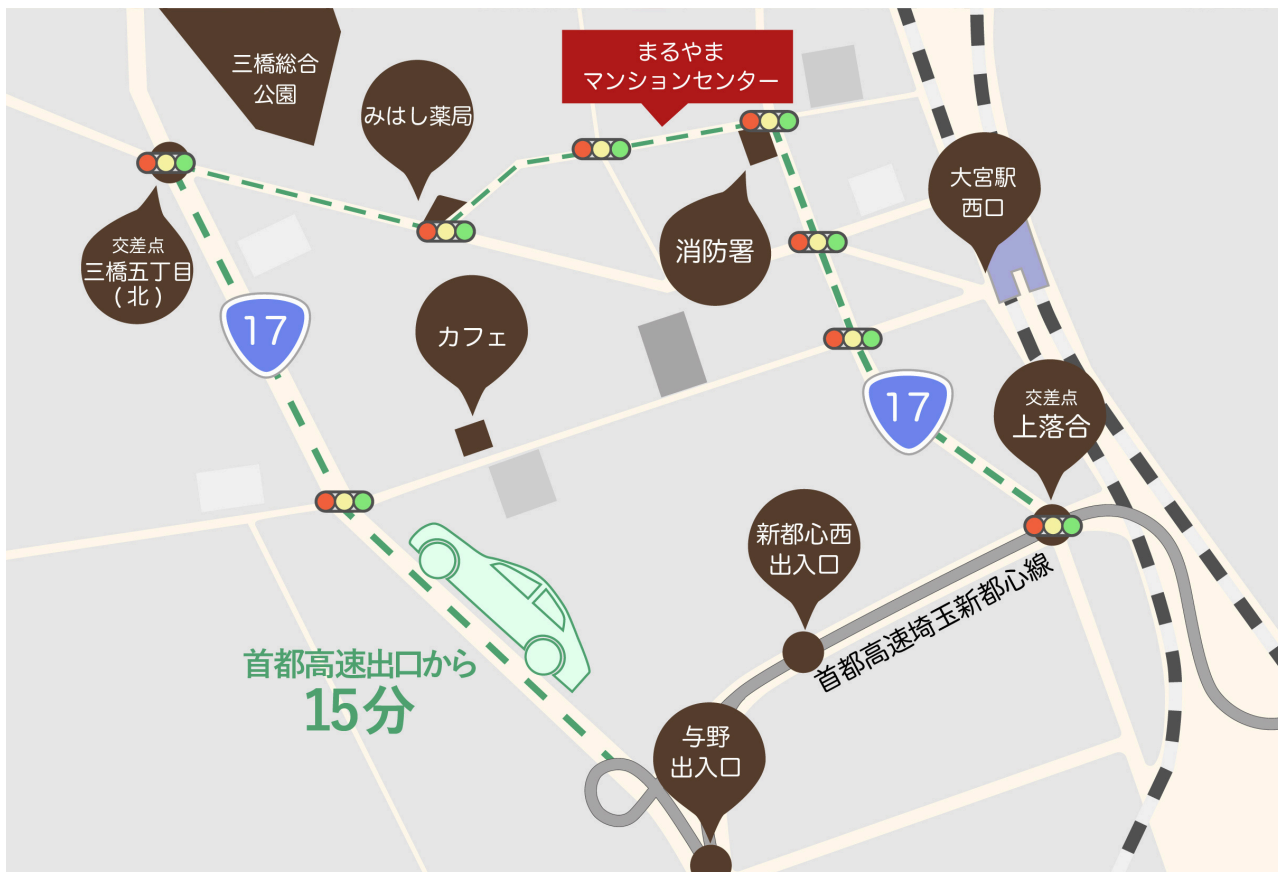 三橋総合
公園
みはし薬局
まるやま
マンションセンター
大宮駅
西口
交差点
三橋五丁目
(北)
消防署
17
カフェ
17
交差点
上落合
新都心西
出入口
首都高速埼玉新都心線
首都高速出口から
15分
与野
出入口